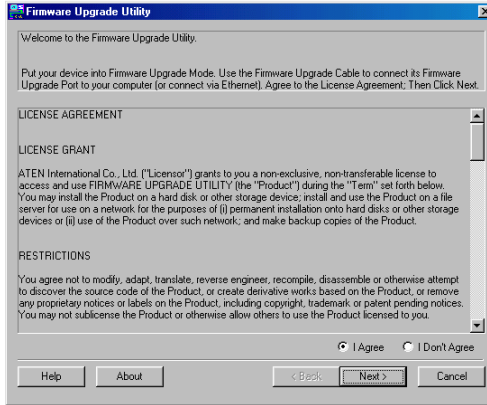 Firmware Upgrade Utility
Welcome to the Firmware Upgrade Utility.
Put your device into Firmware Upgrade Mode. Use the Firmware Upgrade Cable to connect its Firmware
Upgrade Port to your computer (or connect via Ethernet). Agree to the License Agreement; Then Click Next.
LICENSE AGREEMENT
LICENSE GRANT
ATEN International Co., Ltd. ("Licensor") grants to you a non-exclusive, non-transferable license to
access and use FIRMWARE UPGRADE UTILITY (the "Product") during the "Term" set forth below.
You may install the Product on a hard disk or other storage device; install and use the Product on a file
server for use on a network for the purposes of (i) permanent installation onto hard disks or other storage
devices or (ii) use of the Product over such network; and make backup copies of the Product.
RESTRICTIONS
You agree not to modify, adapt, translate, reverse engineer, recompile, disassemble or otherwise attempt
to discover the source code of the Product, or create derivative works based on the Product, or remove
any proprietary notices or labels on the Product, including copyright, trademark or patent pending notices.
You may not sublicense the Product or otherwise allow others to use the Product licensed to you.
I Agree I Don't Agree
Help About < Back Next > Cancel